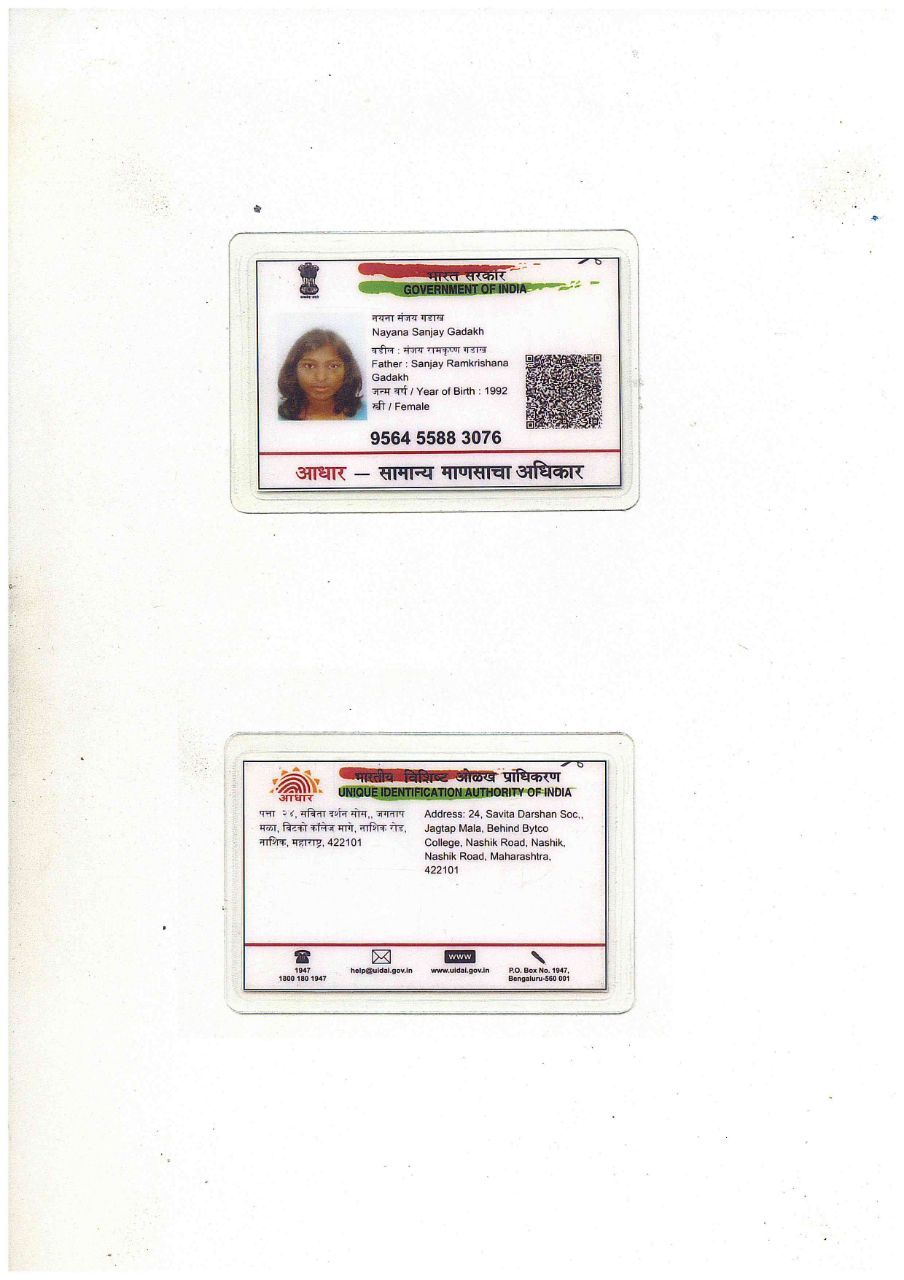 भारत सरकार
GOVERNMENT OF INDIA
नयना संजय गडाख
Nayana Sanjay Gadakh
वडील : संजय रामकृष्ण गडाख
Father : Sanjay Ramkrishana
Gadakh
जन्म वर्ष / Year of Birth : 1992
स्त्री / Female
9564 5588 3076
आधार — सामान्य माणसाचा अधिकार
भारतीय विशिष्ट ओळख प्राधिकरण
UNIQUE IDENTIFICATION AUTHORITY OF INDIA
आधार
पत्ता २४, सविता दर्शन सोस,, जगताप
मळा, बिटको कॉलेज मागे, नाशिक रोड,
नाशिक, महाराष्ट्र, 422101
Address: 24, Savita Darshan Soc,,
Jagtap Mala, Behind Bytco
College, Nashik Road, Nashik,
Nashik Road, Maharashtra,
422101
1947
1800 180 1947
help@uidai.gov.in
www
www.uidai.gov.in
P.O. Box No. 1947,
Bengaluru-560 001